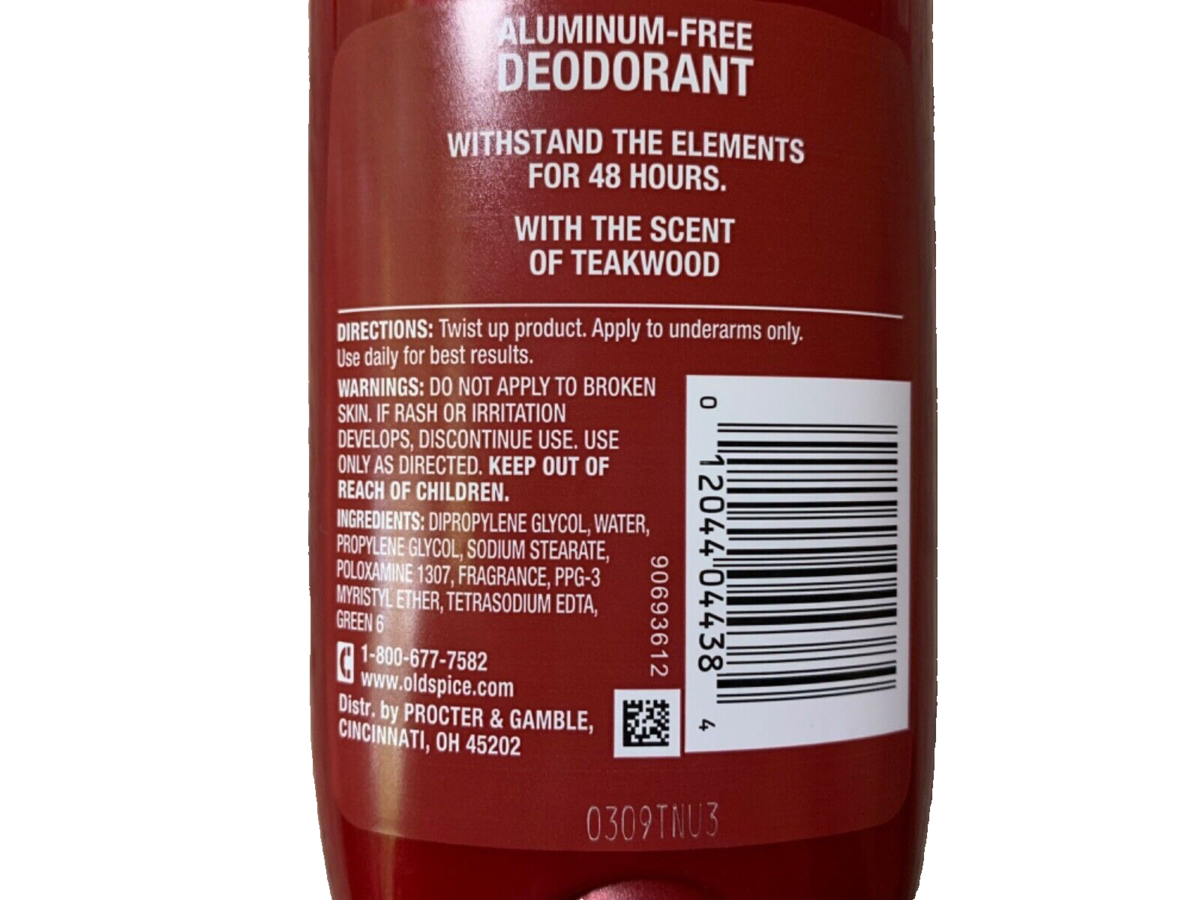 ALUMINUM-FREE
DEODORANT
WITHSTAND THE ELEMENTS
FOR 48 HOURS.
WITH THE SCENT
OF TEAKWOOD
DIRECTIONS: Twist up product. Apply to underarms only.
Use daily for best results.
WARNINGS: DO NOT APPLY TO BROKEN
SKIN. IF RASH OR IRRITATION
DEVELOPS, DISCONTINUE USE. USE
ONLY AS DIRECTED. KEEP OUT OF
REACH OF CHILDREN.
INGREDIENTS: DIPROPYLENE GLYCOL, WATER,
PROPYLENE GLYCOL, SODIUM STEARATE,
POLOXAMINE 1307, FRAGRANCE, PPG-3
MYRISTYL ETHER, TETRASODIUM EDTA,
GREEN 6
1-800-677-7582
www.oldspice.com
Distr. by PROCTER & GAMBLE,
CINCINNATI, OH 45202
90693612
0 12044 04438 4
0309TNU3